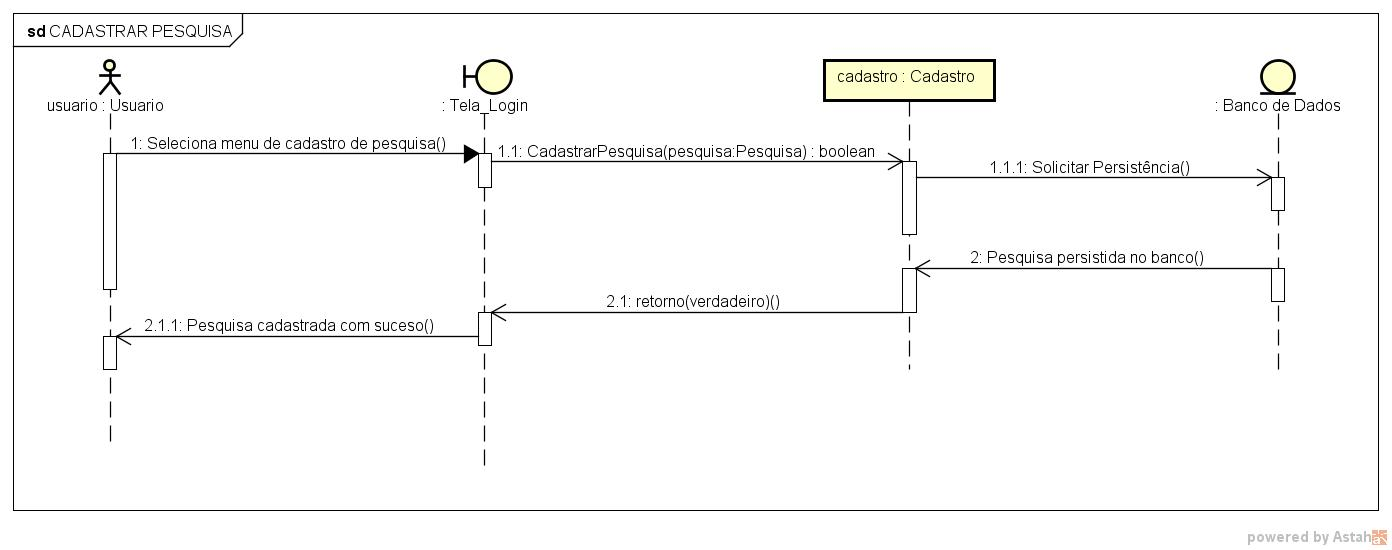 sd CADASTRAR PESQUISA
usuario : Usuario
: Tela_Login
cadastro : Cadastro
: Banco de Dados
1: Seleciona menu de cadastro de pesquisa()
1.1: CadastrarPesquisa(pesquisa:Pesquisa) : boolean
1.1.1: Solicitar Persistência()
2: Pesquisa persistida no banco()
2.1: retorno(verdadeiro)()
2.1.1: Pesquisa cadastrada com suceso()
powered by Astah